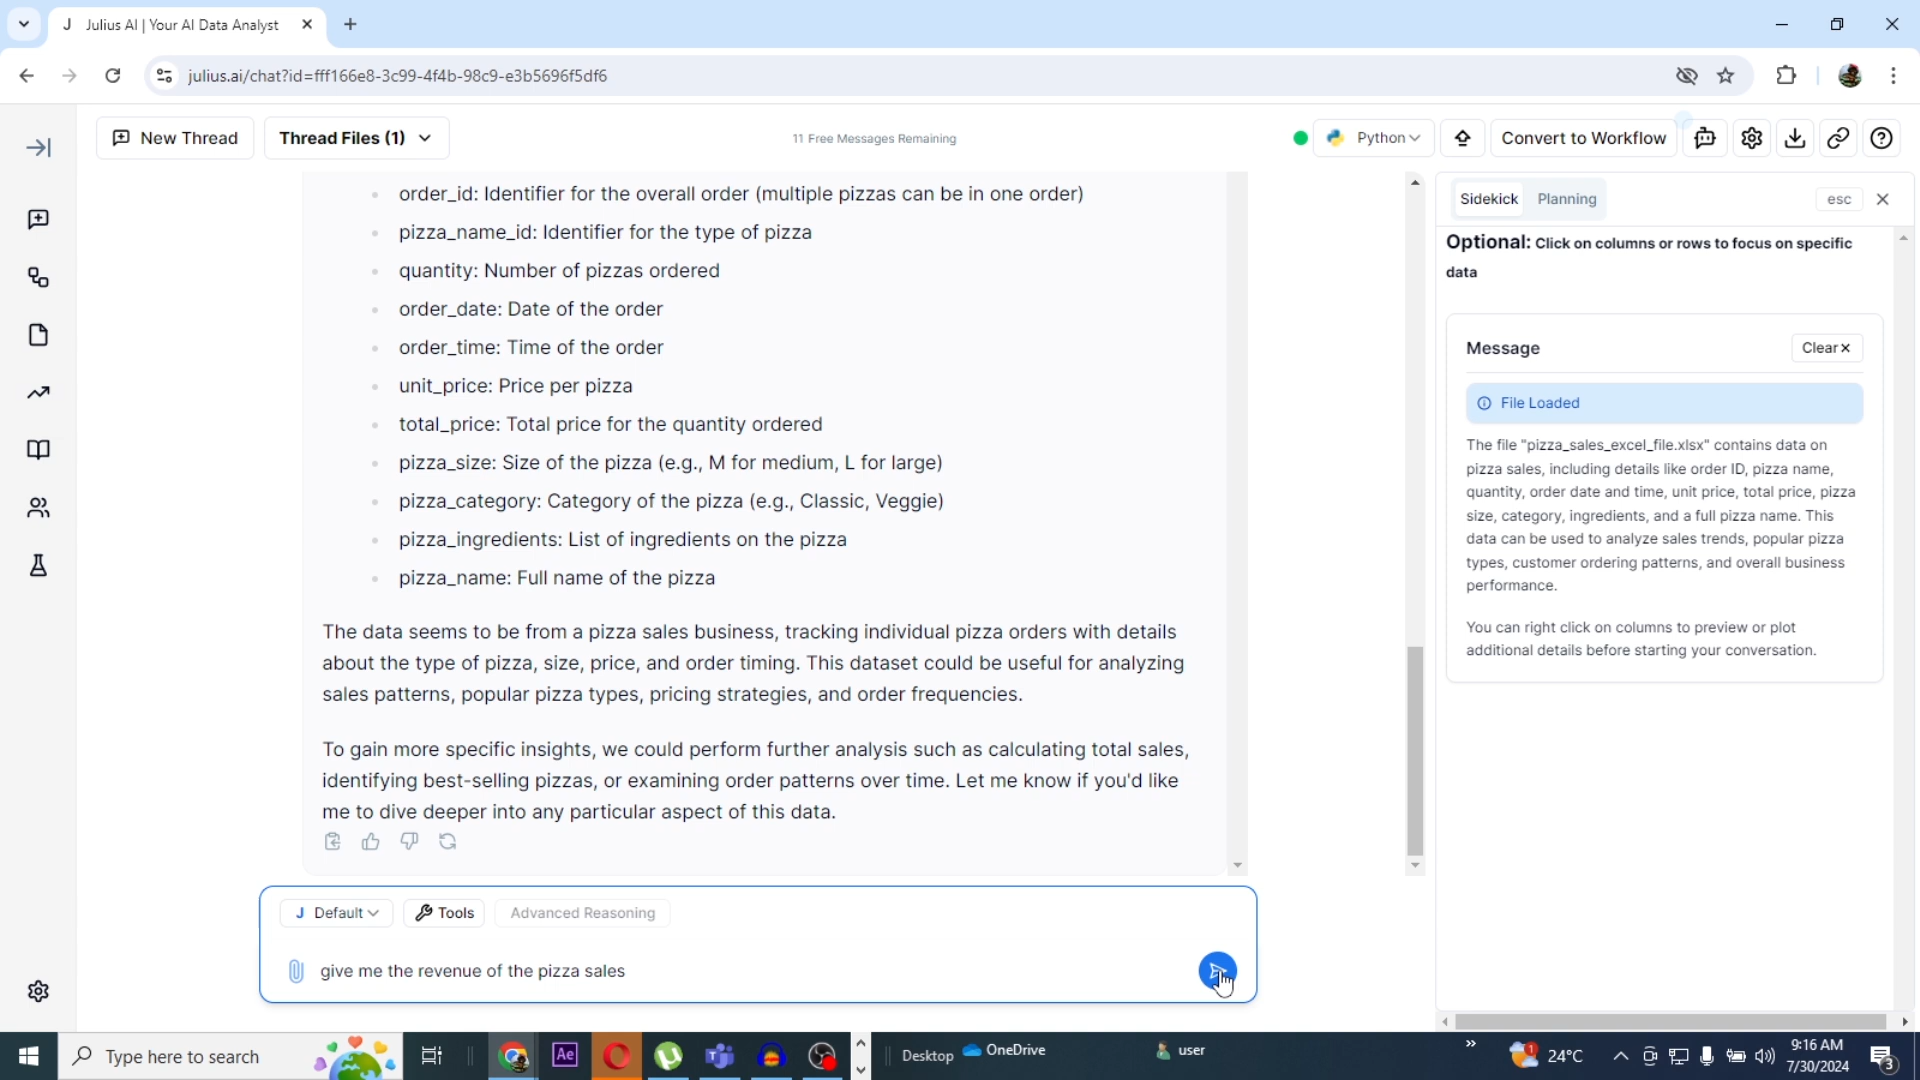 J Julius AI | Your AI Data Analyst
julius.ai/chat?id=fff166e8-3c99-4f4b-98c9-e3b5696f5df6
New Thread
Thread Files (1)
11 Free Messages Remaining
Python
Convert to Workflow
order_id: Identifier for the overall order (multiple pizzas can be in one order)
pizza_name_id: Identifier for the type of pizza
quantity: Number of pizzas ordered
order_date: Date of the order
order_time: Time of the order
unit_price: Price per pizza
total_price: Total price for the quantity ordered
pizza_size: Size of the pizza (e.g., M for medium, L for large)
pizza_category: Category of the pizza (e.g., Classic, Veggie)
pizza_ingredients: List of ingredients on the pizza
pizza_name: Full name of the pizza
The data seems to be from a pizza sales business, tracking individual pizza orders with details
about the type of pizza, size, price, and order timing. This dataset could be useful for analyzing
sales patterns, popular pizza types, pricing strategies, and order frequencies.
To gain more specific insights, we could perform further analysis such as calculating total sales,
identifying best-selling pizzas, or examining order patterns over time. Let me know if you'd like
me to dive deeper into any particular aspect of this data.
J Default
Tools
Advanced Reasoning
give me the revenue of the pizza sales
Sidekick
Planning
esc
Optional: Click on columns or rows to focus on specific
data
Message
Clear
File Loaded
The file "pizza_sales_excel_file.xlsx" contains data on
pizza sales, including details like order ID, pizza name,
quantity, order date and time, unit price, total price, pizza
size, category, ingredients, and a full pizza name. This
data can be used to analyze sales trends, popular pizza
types, customer ordering patterns, and overall business
performance.
You can right click on columns to preview or plot
additional details before starting your conversation.
Type here to search
Ae
Desktop
OneDrive
user
1
24°C
9:16 AM
7/30/2024
3